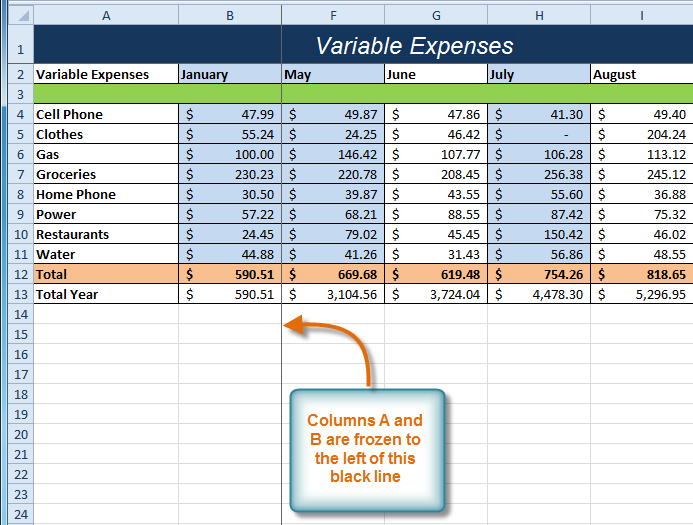 A B F G H I
1 Variable Expenses
2 Variable Expenses January May June July August
3
4 Cell Phone $ 47.99 $ 49.87 $ 47.86 $ 41.30 $ 49.40
5 Clothes $ 55.24 $ 24.25 $ 46.42 $ - $ 204.24
6 Gas $ 100.00 $ 146.42 $ 107.77 $ 106.28 $ 113.12
7 Groceries $ 230.23 $ 220.78 $ 208.45 $ 256.38 $ 245.12
8 Home Phone $ 30.50 $ 39.87 $ 43.55 $ 55.60 $ 36.88
9 Power $ 57.22 $ 68.21 $ 88.55 $ 87.42 $ 75.32
10 Restaurants $ 24.45 $ 79.02 $ 45.45 $ 150.42 $ 46.02
11 Water $ 44.88 $ 41.26 $ 31.43 $ 56.86 $ 48.55
12 Total $ 590.51 $ 669.68 $ 619.48 $ 754.26 $ 818.65
13 Total Year $ 590.51 $ 3,104.56 $ 3,724.04 $ 4,478.30 $ 5,296.95
14
15
16
17
18
19
20
21
22
23
24
Columns A and
B are frozen to
the left of this
black line